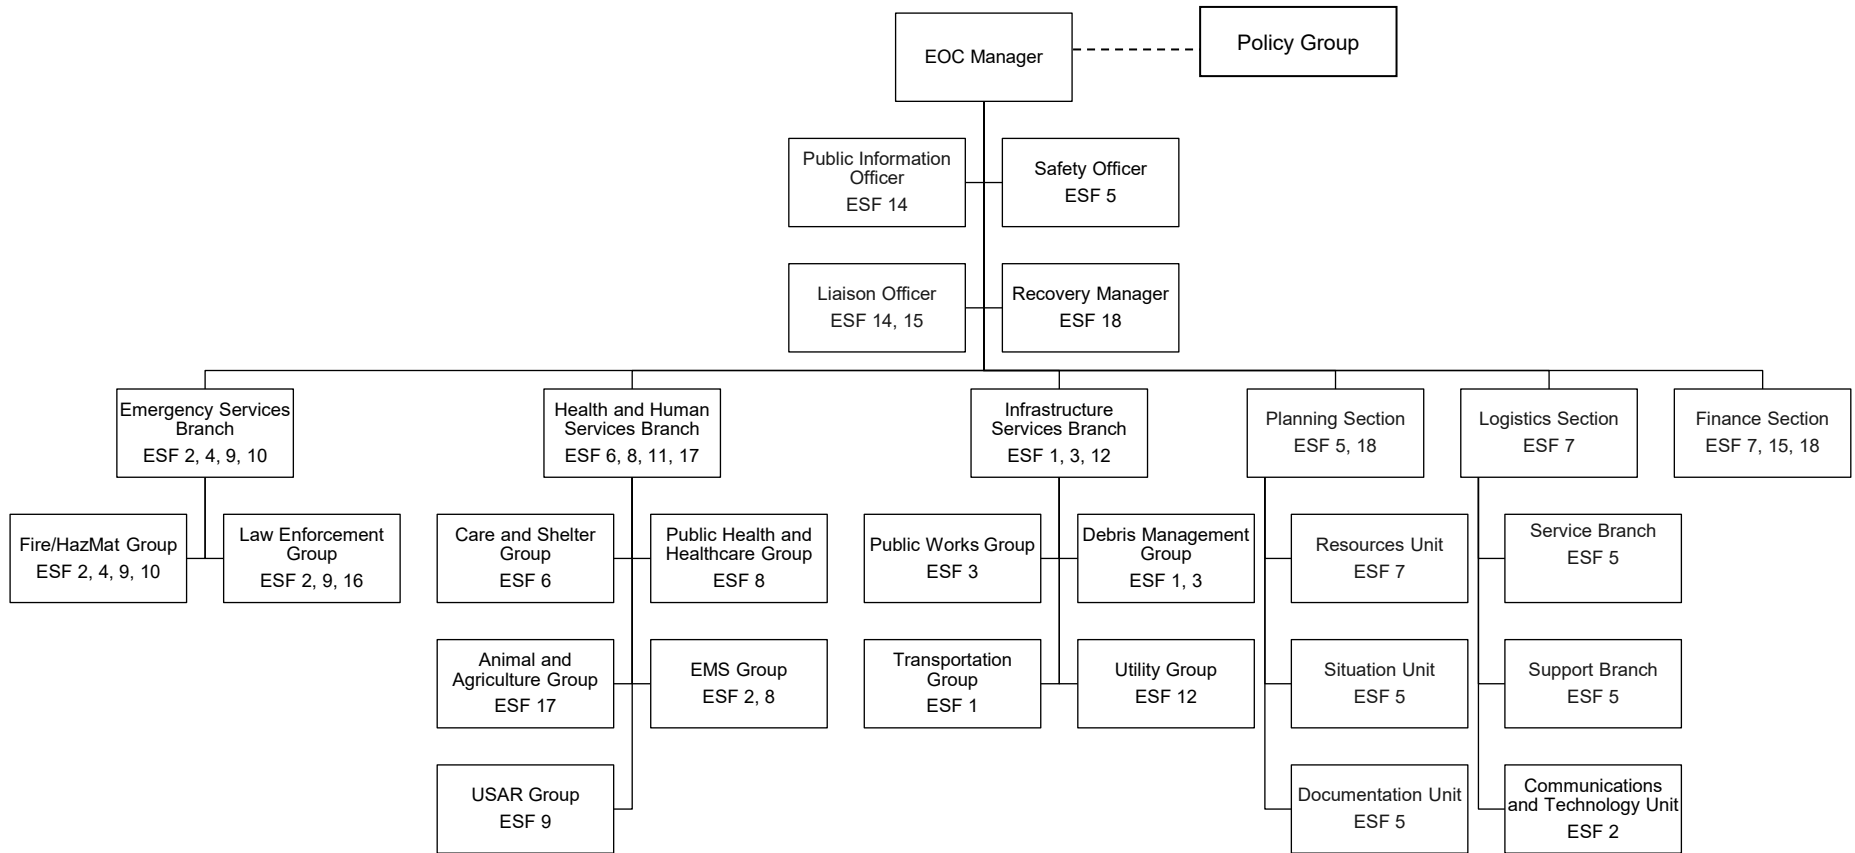 EOC Manager
Policy Group
Public Information
Officer
ESF 14
Safety Officer
ESF 5
Liaison Officer
ESF 14, 15
Recovery Manager
ESF 18
Emergency Services
Branch
ESF 2, 4, 9, 10
Health and Human
Services Branch
ESF 6, 8, 11, 17
Infrastructure
Services Branch
ESF 1, 3, 12
Planning Section
ESF 5, 18
Logistics Section
ESF 7
Finance Section
ESF 7, 15, 18
Fire/HazMat Group
ESF 2, 4, 9, 10
Law Enforcement
Group
ESF 2, 9, 16
Care and Shelter
Group
ESF 6
Public Health and
Healthcare Group
ESF 8
Public Works Group
ESF 3
Debris Management
Group
ESF 1, 3
Resources Unit
ESF 7
Service Branch
ESF 5
Animal and
Agriculture Group
ESF 17
EMS Group
ESF 2, 8
Transportation
Group
ESF 1
Utility Group
ESF 12
Situation Unit
ESF 5
Support Branch
ESF 5
USAR Group
ESF 9
Documentation Unit
ESF 5
Communications
and Technology Unit
ESF 2